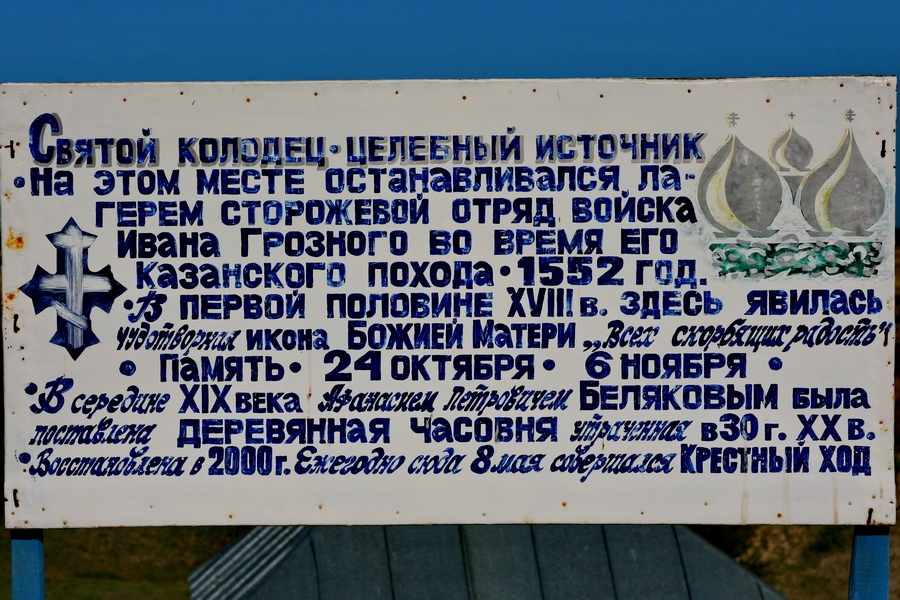 Святой колодец·целебный источник
·на этом месте останавливался, ла-
герем сторожевой отряд войска
Ивана Грозного во время его
Казанского похода·1552 год.
·В первой половине XVIII в. здесь явилась
чудотворная икона Божией Матери „Всех скорбящих радость"
• Память• 24 октября• 6 ноября •
•В середине XIX века Афанасием Петровичем Беляковым была
поставлена деревянная часовня утраченная в 30 г. XX в.
•Восстановлена в 2000 г. Ежегодно сюда 8 мая совершался Крестный ход